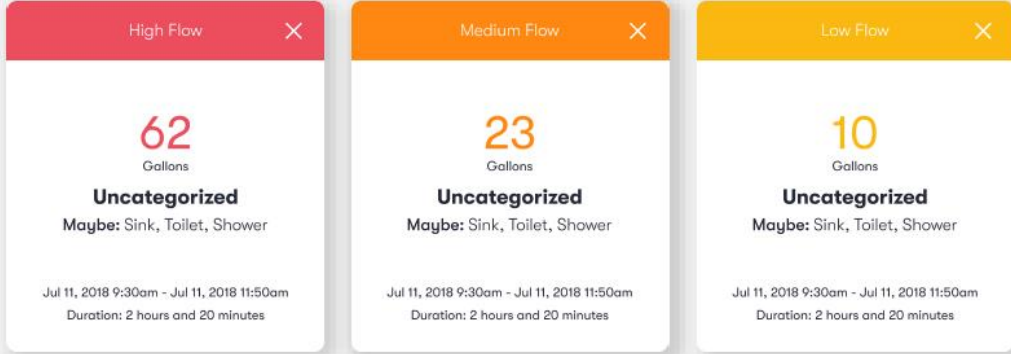 High Flow
62
Gallons
Uncategorized
Maybe: Sink, Toilet, Shower
Jul 11, 2018 9:30am - Jul 11, 2018 11:50am
Duration: 2 hours and 20 minutes
Medium Flow
23
Gallons
Uncategorized
Maybe: Sink, Toilet, Shower
Jul 11, 2018 9:30am - Jul 11, 2018 11:50am
Duration: 2 hours and 20 minutes
Low Flow
10
Gallons
Uncategorized
Maybe: Sink, Toilet, Shower
Jul 11, 2018 9:30am - Jul 11, 2018 11:50am
Duration: 2 hours and 20 minutes